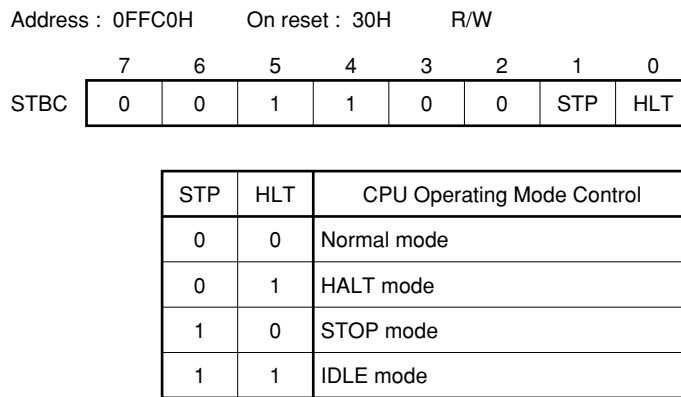 Address : 0FFC0H On reset : 30H R/W
7 6 5 4 3 2 1 0
STBC 0 0 1 1 0 0 STP HLT
STP HLT CPU Operating Mode Control
0 0 Normal mode
0 1 HALT mode
1 0 STOP mode
1 1 IDLE mode